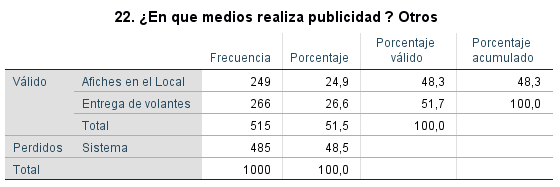 22. ¿En que medios realiza publicidad ? Otros
Frecuencia Porcentaje Porcentaje válido Porcentaje acumulado
Válido Afiches en el Local 249 24,9 48,3 48,3
Entrega de volantes 266 26,6 51,7 100,0
Total 515 51,5 100,0
Perdidos Sistema 485 48,5
Total 1000 100,0